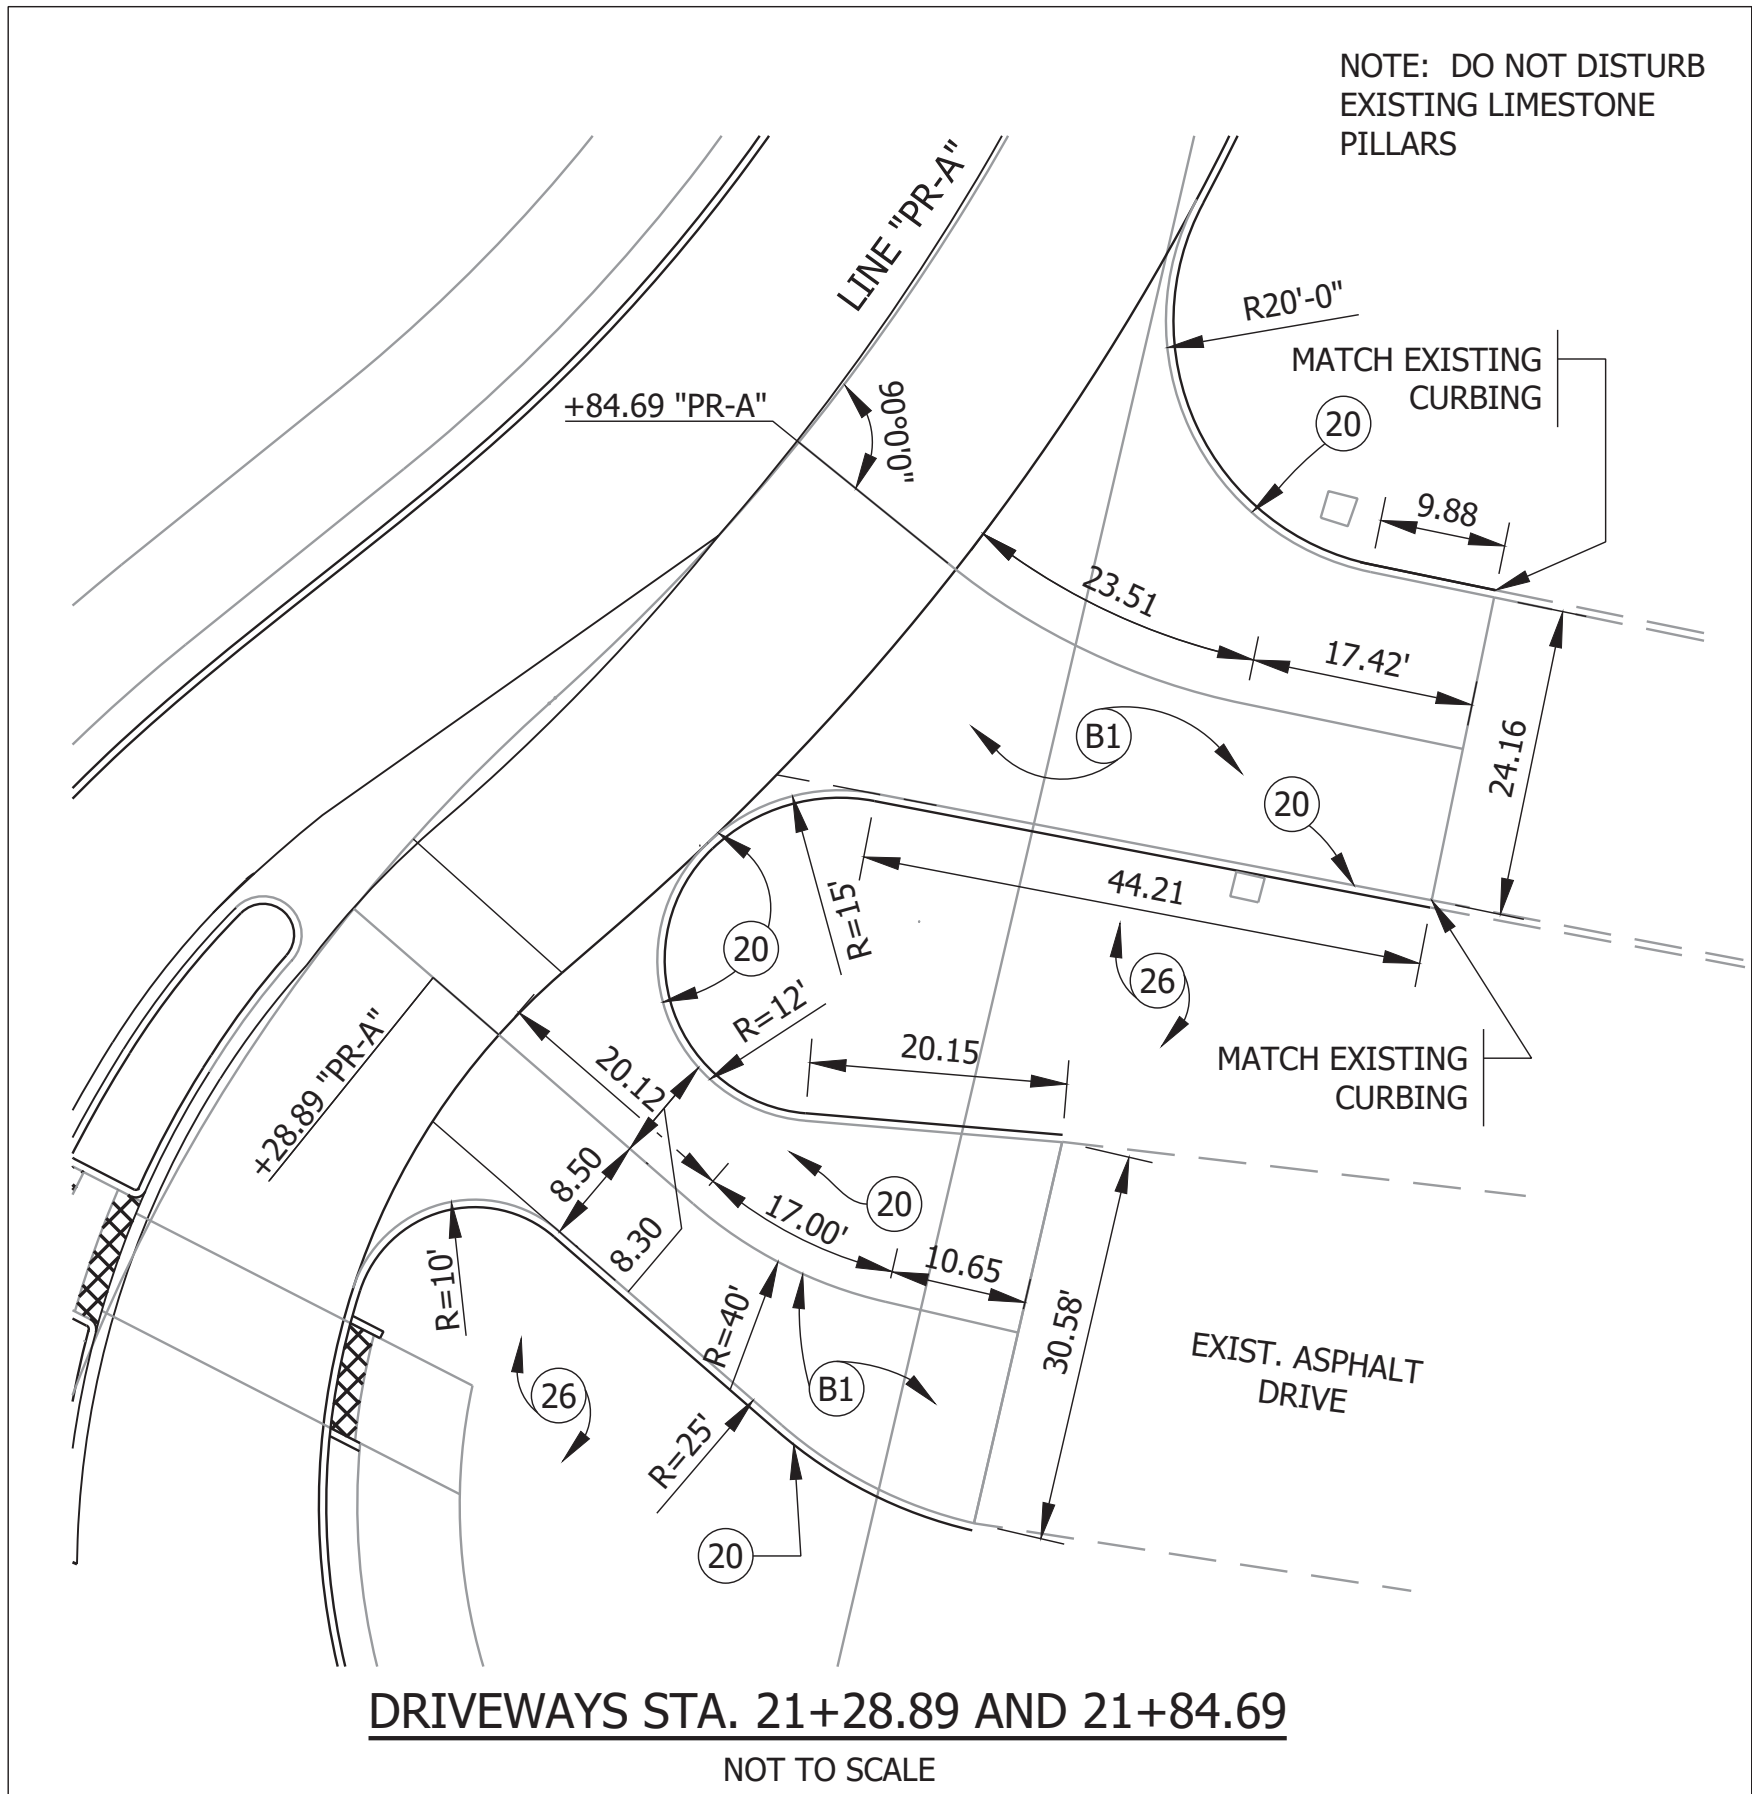 NOTE: DO NOT DISTURB
EXISTING LIMESTONE
PILLARS
LINE "PR-A"
R20'-0"
MATCH EXISTING
CURBING
+84.69 "PR-A"
90°0'0"
20
9.88
23.51
17.42'
B1
24.16
20
44.21
R=15'
20
26
R=12'
20.15
MATCH EXISTING
CURBING
20.12
+28.89 "PR-A"
8.50
20
17.00'
8.30
10.65
R=10'
R=40'
30.58'
EXIST. ASPHALT
DRIVE
26
B1
R=25'
20
DRIVEWAYS STA. 21+28.89 AND 21+84.69
NOT TO SCALE